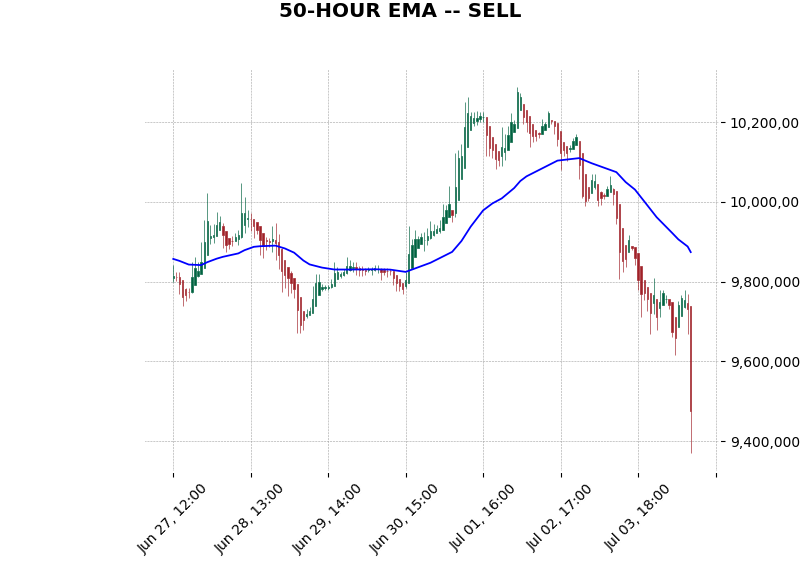 50-HOUR EMA -- SELL
10,200,00
10,000,00
9,800,000
9,600,000
9,400,000
Jun 27, 12:00
Jun 28, 13:00
Jun 29, 14:00
Jun 30, 15:00
Jul 01, 16:00
Jul 02, 17:00
Jul 03, 18:00